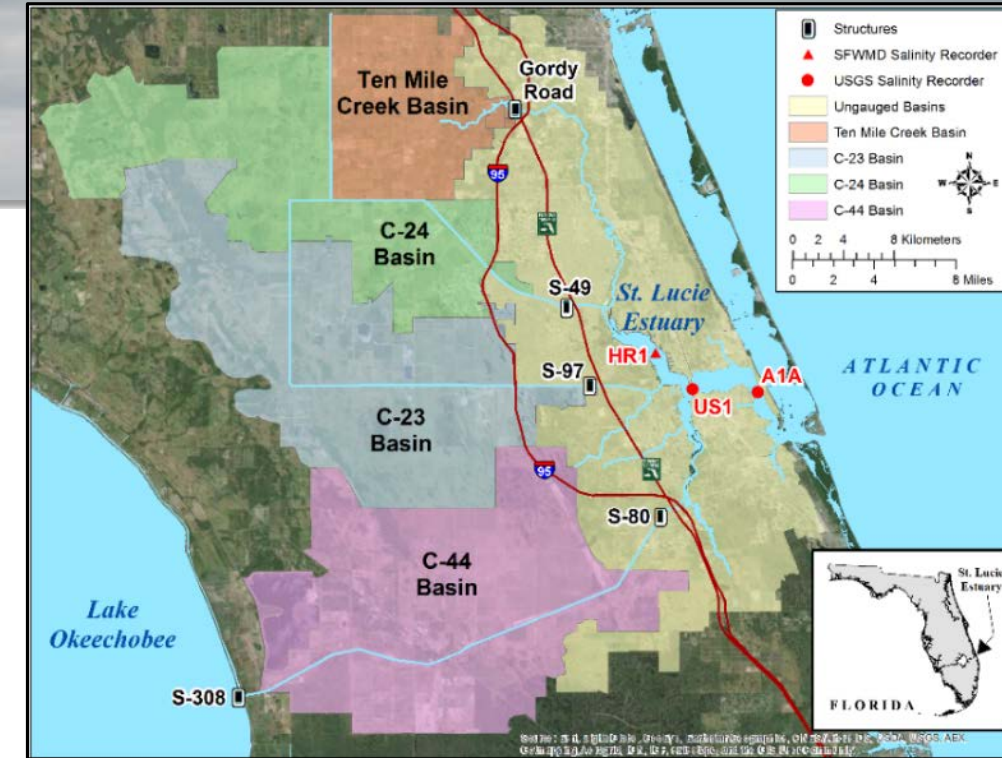 Structures
SFWMD Salinity Recorder
USGS Salinity Recorder
Ungauged Basins
Ten Mile Creek Basin
C-23 Basin
C-24 Basin
C-44 Basin
N
W
E
S
0 2 4 8 Kilometers
0 2 4 8 Miles
Ten Mile
Creek Basin
Gordy
Road
95
C-24
Basin
S-49
St. Lucie
Estuary
HR1
S-97
A1A
US1
ATLANTIC
OCEAN
C-23
Basin
95
S-80
C-44
Basin
Lake
Okeechobee
S-308
St. Lucie
Estuary
FLORIDA